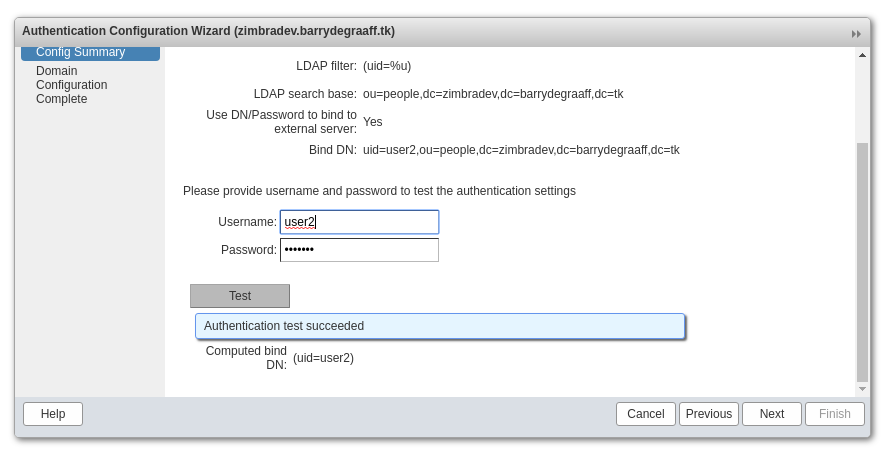 Authentication Configuration Wizard (zimbradev.barrydegraaff.tk)
Config Summary
Domain
Configuration
Complete
LDAP filter: (uid=%u)
LDAP search base: ou=people,dc=zimbradev,dc=barrydegraaff,dc=tk
Use DN/Password to bind to
external server: Yes
Bind DN: uid=user2,ou=people,dc=zimbradev,dc=barrydegraaff,dc=tk
Please provide username and password to test the authentication settings
Username: user2
Password: •••••••
Test
Authentication test succeeded
Computed bind
DN: (uid=user2)
Help Cancel Previous Next Finish